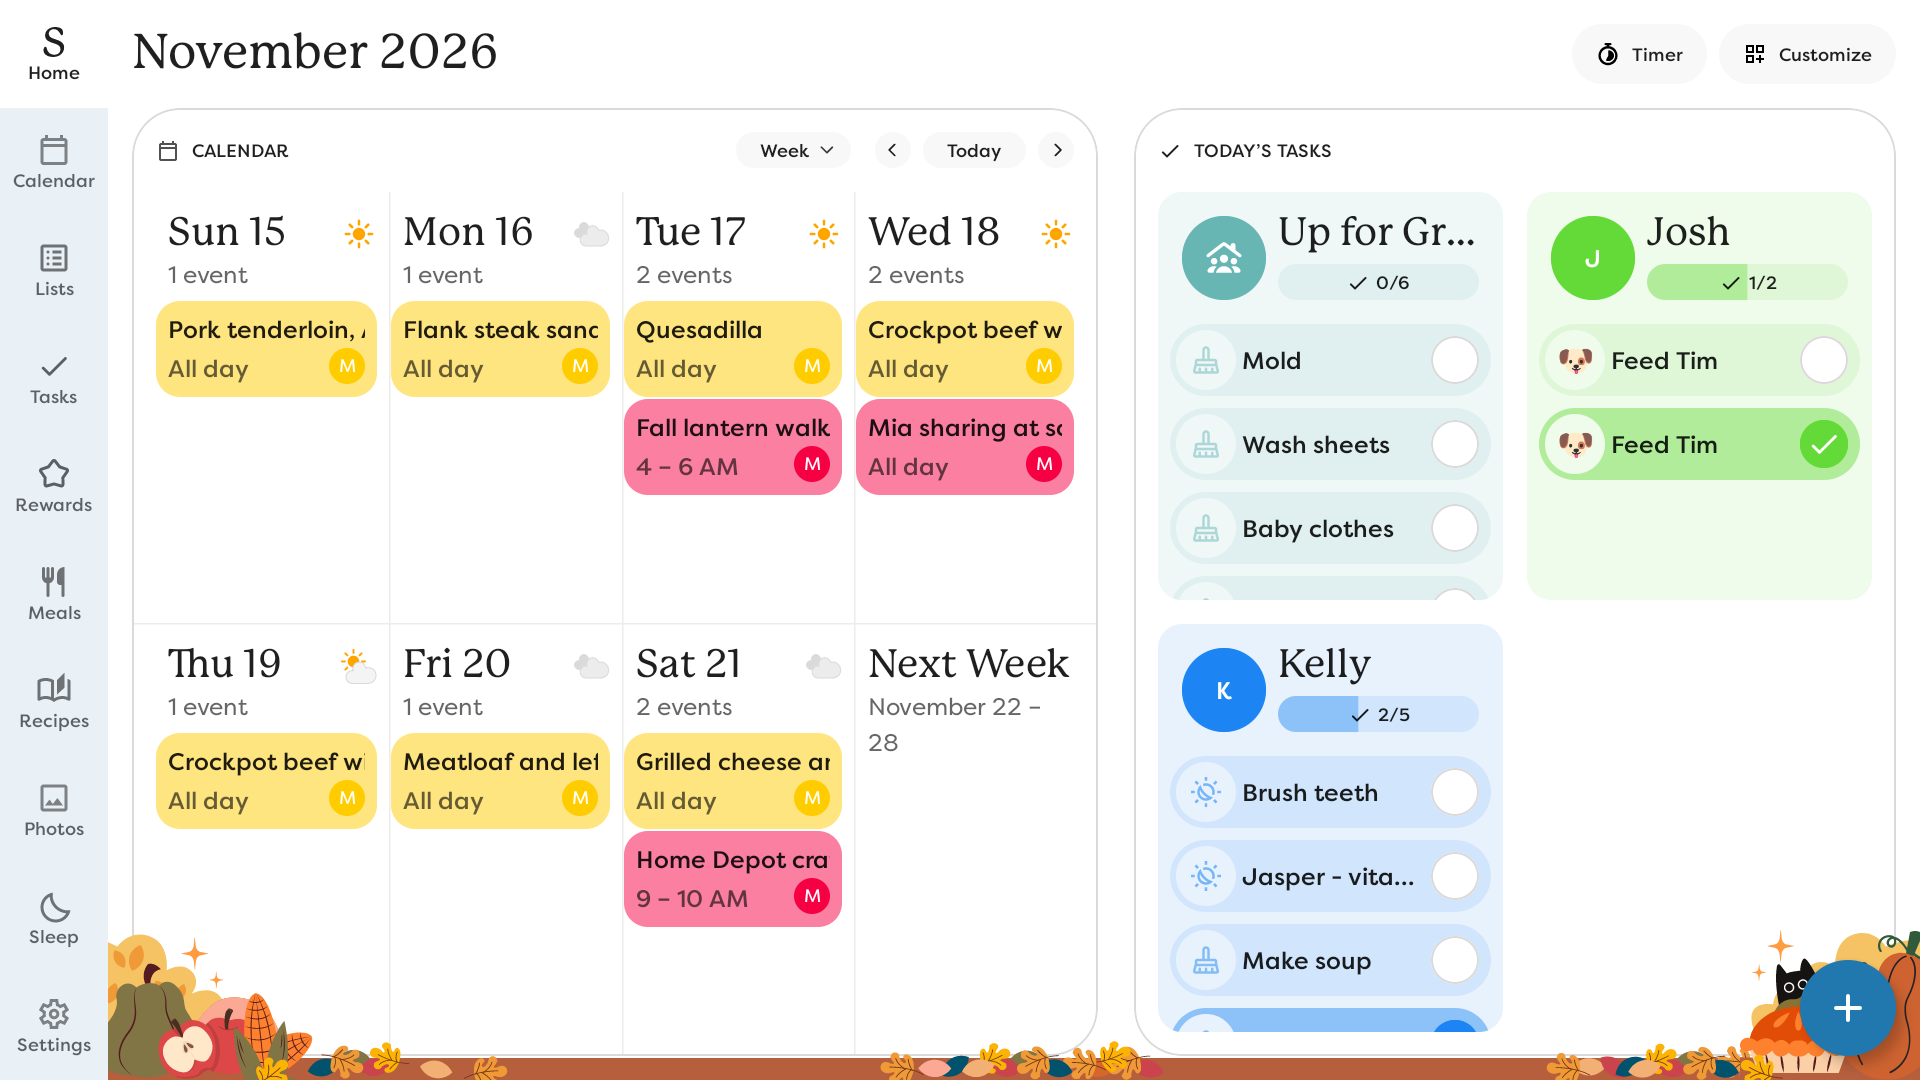 S
Home
November 2026
Timer
Customize
Calendar
Lists
Tasks
Rewards
Meals
Recipes
Photos
Sleep
Settings
CALENDAR
Week
Today
Sun 15
1 event
Pork tenderloin,
All day
M
Mon 16
1 event
Flank steak sanc
All day
M
Tue 17
2 events
Quesadilla
All day
M
Fall lantern walk
4 – 6 AM
M
Wed 18
2 events
Crockpot beef w
All day
M
Mia sharing at sc
All day
M
Thu 19
1 event
Crockpot beef wi
All day
M
Fri 20
1 event
Meatloaf and lef
All day
M
Sat 21
2 events
Grilled cheese ar
All day
M
Home Depot cra
9 – 10 AM
M
Next Week
November 22 –
28
TODAY’S TASKS
Up for Gr...
0/6
Mold
Wash sheets
Baby clothes
J
Josh
1/2
Feed Tim
Feed Tim
K
Kelly
2/5
Brush teeth
Jasper - vita...
Make soup